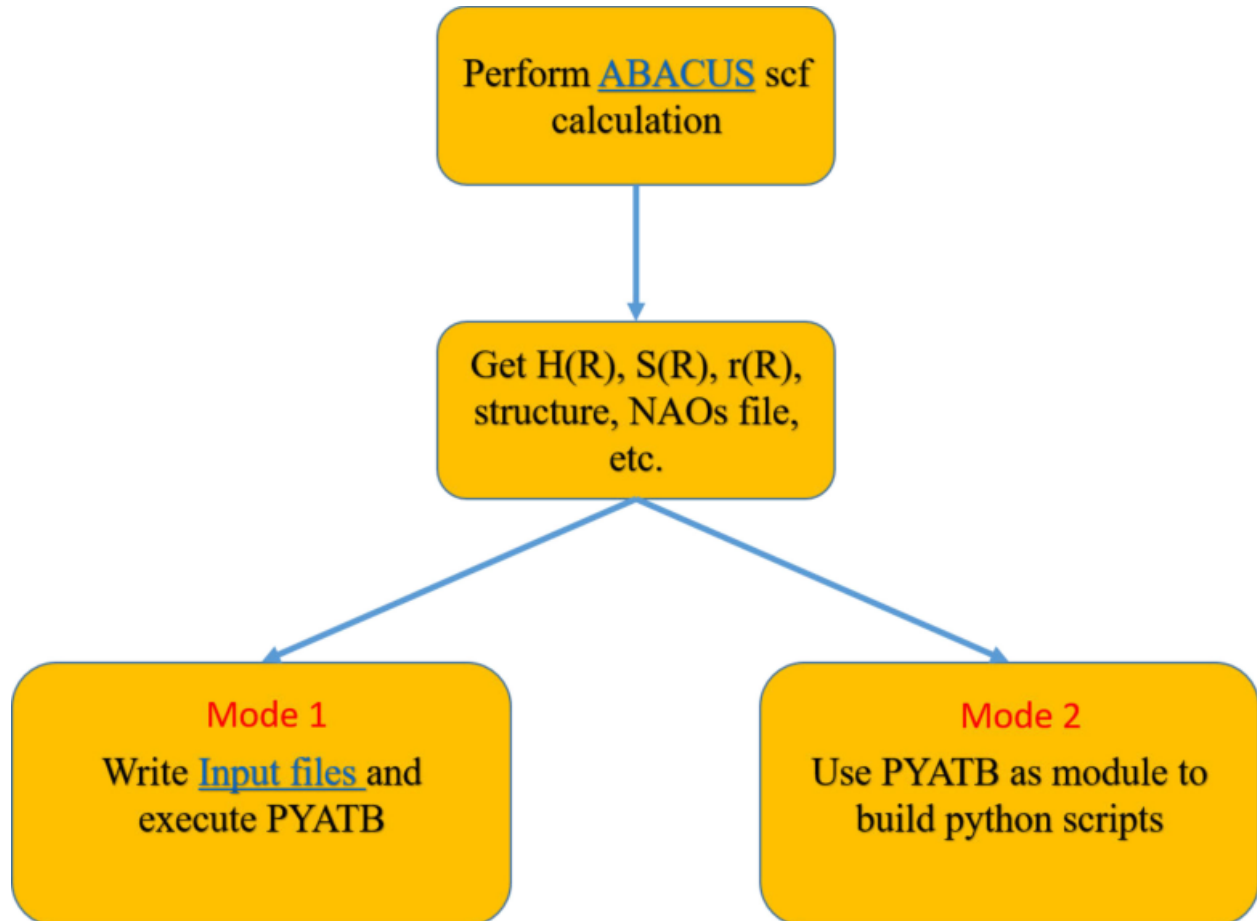 Perform ABACUS scf
calculation
Get H(R), S(R), r(R),
structure, NAOs file,
etc.
Mode 1
Write Input files and
execute PYATB
Mode 2
Use PYATB as module to
build python scripts